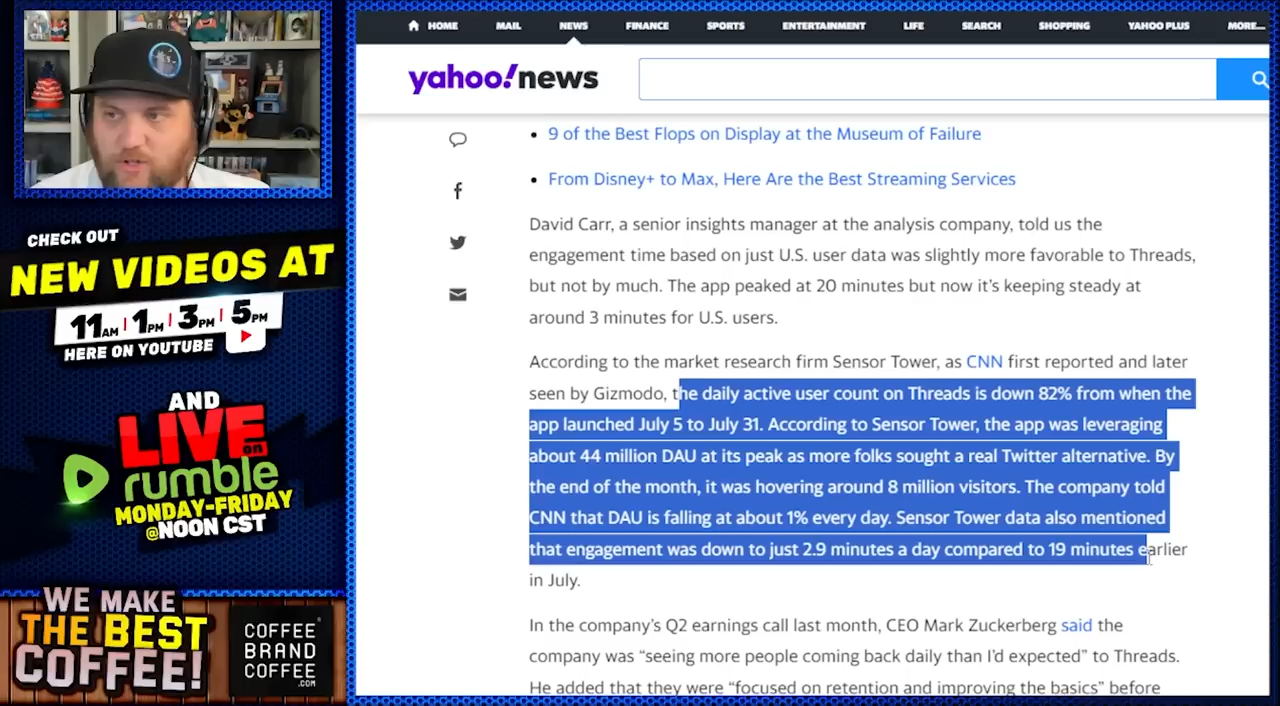 HOME MAIL NEWS FINANCE SPORTS ENTERTAINMENT LIFE SEARCH SHOPPING YAHOO PLUS MORE...
yahoo!news
• 9 of the Best Flops on Display at the Museum of Failure
• From Disney+ to Max, Here Are the Best Streaming Services
David Carr, a senior insights manager at the analysis company, told us the
engagement time based on just U.S. user data was slightly more favorable to Threads,
but not by much. The app peaked at 20 minutes but now it's keeping steady at
around 3 minutes for U.S. users.
According to the market research firm Sensor Tower, as CNN first reported and later
seen by Gizmodo, the daily active user count on Threads is down 82% from when the
app launched July 5 to July 31. According to Sensor Tower, the app was leveraging
about 44 million DAU at its peak as more folks sought a real Twitter alternative. By
the end of the month, it was hovering around 8 million visitors. The company told
CNN that DAU is falling at about 1% every day. Sensor Tower data also mentioned
that engagement was down to just 2.9 minutes a day compared to 19 minutes earlier
in July.
In the company's Q2 earnings call last month, CEO Mark Zuckerberg said the
company was "seeing more people coming back daily than I'd expected" to Threads.
He added that they were "focused on retention and improving the basics" before
CHECK OUT
NEW VIDEOS AT
11AM | 1PM | 3PM | 5PM
HERE ON YOUTUBE
AND
LIVE on
rumble
MONDAY-FRIDAY
@NOON CST
WE MAKE
THE BEST
COFFEE!
COFFEE
BRAND
COFFEE
.COM